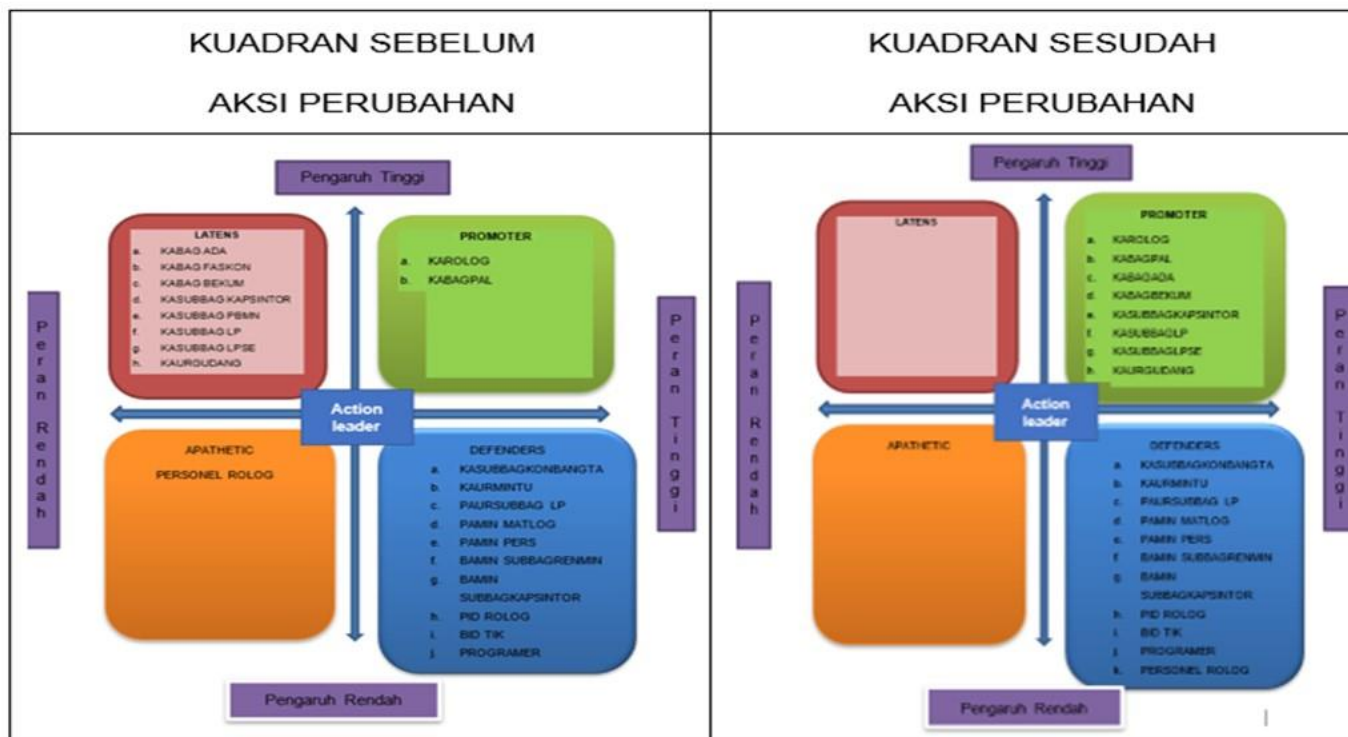 KUADRAN SEBELUM
AKSI PERUBAHAN
Pengaruh Tinggi
LATENS
a. KABAG ADA
b. KABAG FASKON
c. KABAG BEKUM
d. KASUBBAG KAPSINTOR
e. KASUBBAG PBMN
f. KASUBBAG LP
g. KASUBBAG LPSE
h. KAURGUDANG
PROMOTER
a. KAROLOG
b. KABAGPAL
Peran Rendah
Peran Tinggi
Action
leader
APATHETIC
PERSONEL ROLOG
DEFENDERS
a. KASUBBAGKONBANGTA
b. KAURMINTU
c. PAURSUBBAG LP
d. PAMIN MATLOG
e. PAMIN PERS
f. BAMIN SUBBAGRENMIN
g. BAMIN
SUBBAGKAPSINTOR
h. PID ROLOG
i. BID TIK
j. PROGRAMER
Pengaruh Rendah
KUADRAN SESUDAH
AKSI PERUBAHAN
Pengaruh Tinggi
LATENS
PROMOTER
a. KAROLOG
b. KABAGPAL
c. KABAGADA
d. KABAGBEKUM
e. KASUBBAGKAPSINTOR
f. KASUBBAGLP
g. KASUBBAGLPSE
h. KAURGUDANG
Peran Rendah
Peran Tinggi
Action
leader
APATHETIC
DEFENDERS
a. KASUBBAGKONBANGTA
b. KAURMINTU
c. PAURSUBBAG LP
d. PAMIN MATLOG
e. PAMIN PERS
f. BAMIN SUBBAGRENMIN
g. BAMIN
SUBBAGKAPSINTOR
h. PID ROLOG
i. BID TIK
j. PROGRAMER
k. PERSONEL ROLOG
Pengaruh Rendah